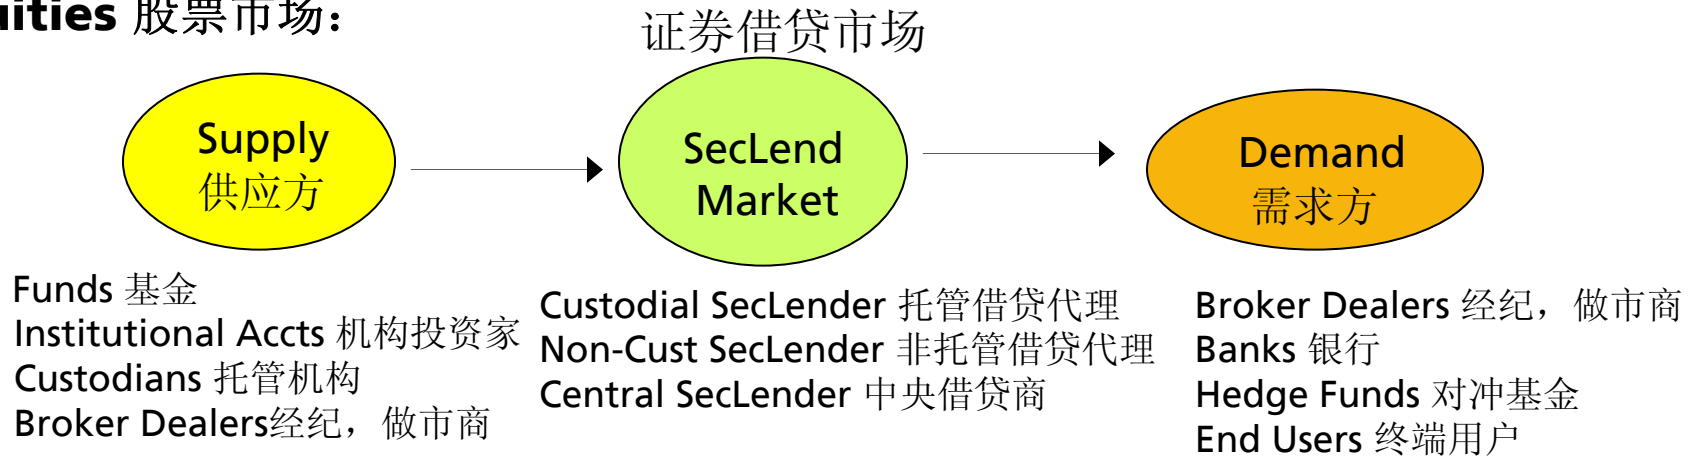 uities 股票市场：
证券借贷市场
Supply
供应方
SecLend
Market
Demand
需求方
Funds 基金
Institutional Accts 机构投资家
Custodians 托管机构
Broker Dealers经纪，做市商
Custodial SecLender 托管借贷代理
Non-Cust SecLender 非托管借贷代理
Central SecLender 中央借贷商
Broker Dealers 经纪，做市商
Banks 银行
Hedge Funds 对冲基金
End Users 终端用户